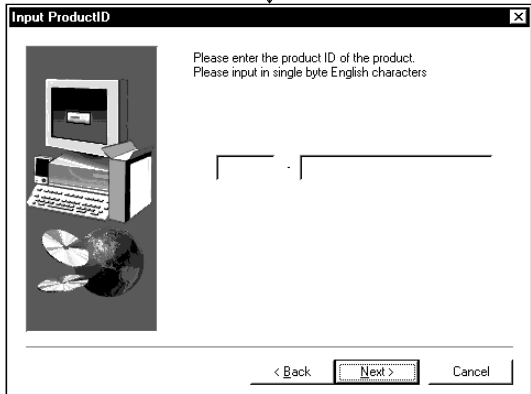 Input ProductID
Please enter the product ID of the product.
Please input in single byte English characters
-
< Back
Next >
Cancel